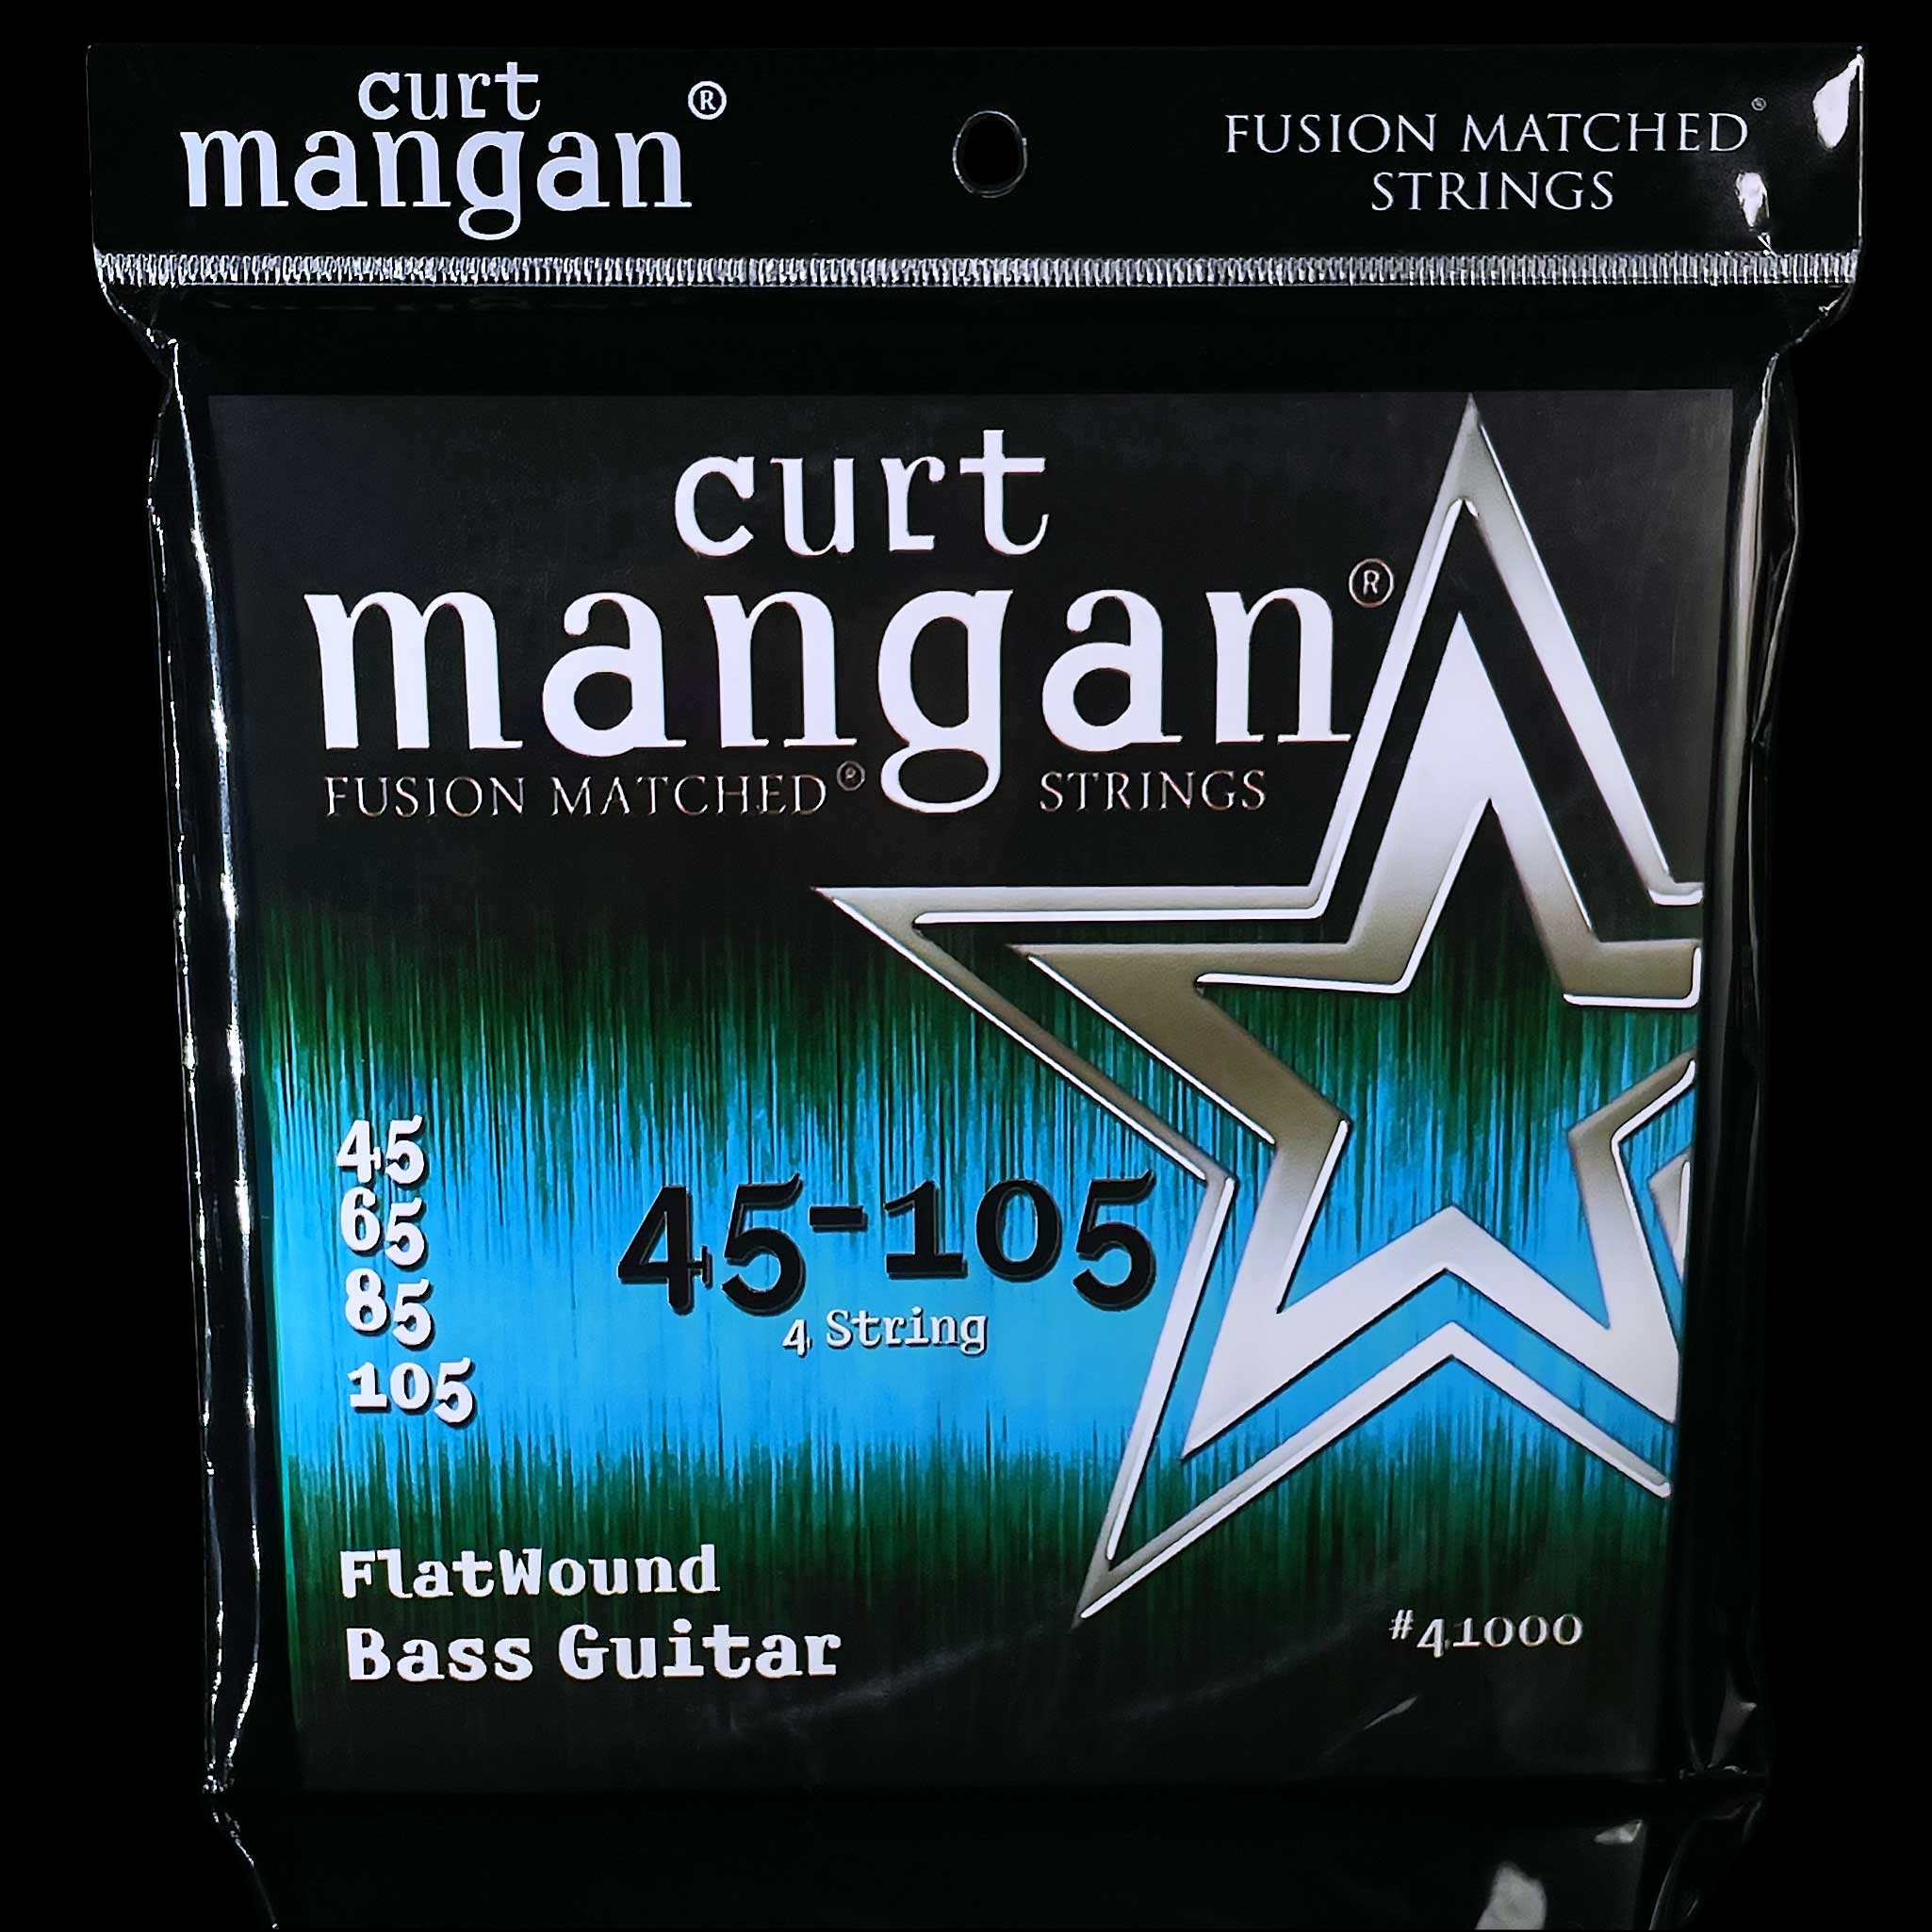 curt
mangan®
FUSION MATCHED®
STRINGS
curt
mangan®
FUSION MATCHED® STRINGS
45
65
85
105
45-105
4 String
FlatWound
Bass Guitar
#41000